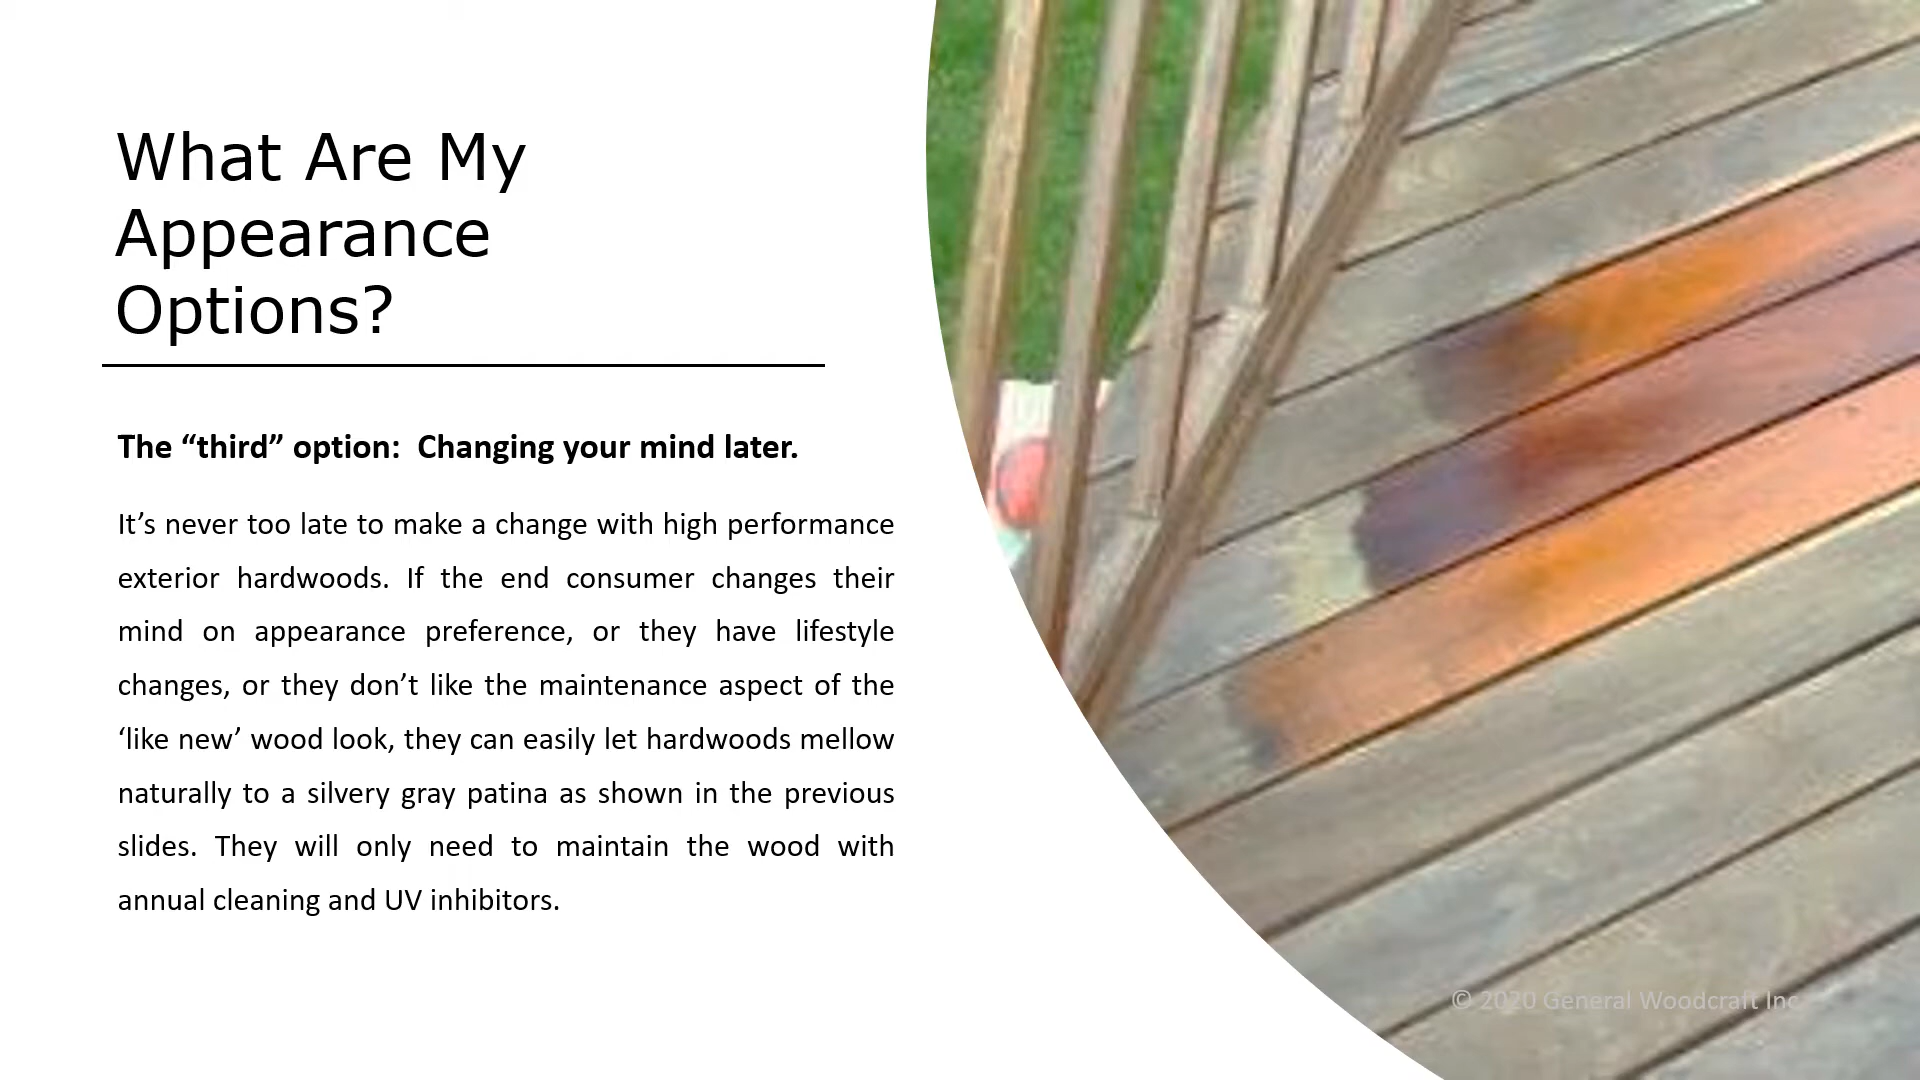 What Are My
Appearance
Options?
The “third” option:  Changing your mind later.
It’s never too late to make a change with high performance
exterior hardwoods. If the end consumer changes their
mind on appearance preference, or they have lifestyle
changes, or they don’t like the maintenance aspect of the
‘like new’ wood look, they can easily let hardwoods mellow
naturally to a silvery gray patina as shown in the previous
slides. They will only need to maintain the wood with
annual cleaning and UV inhibitors.
© 2020 General Woodcraft Inc.